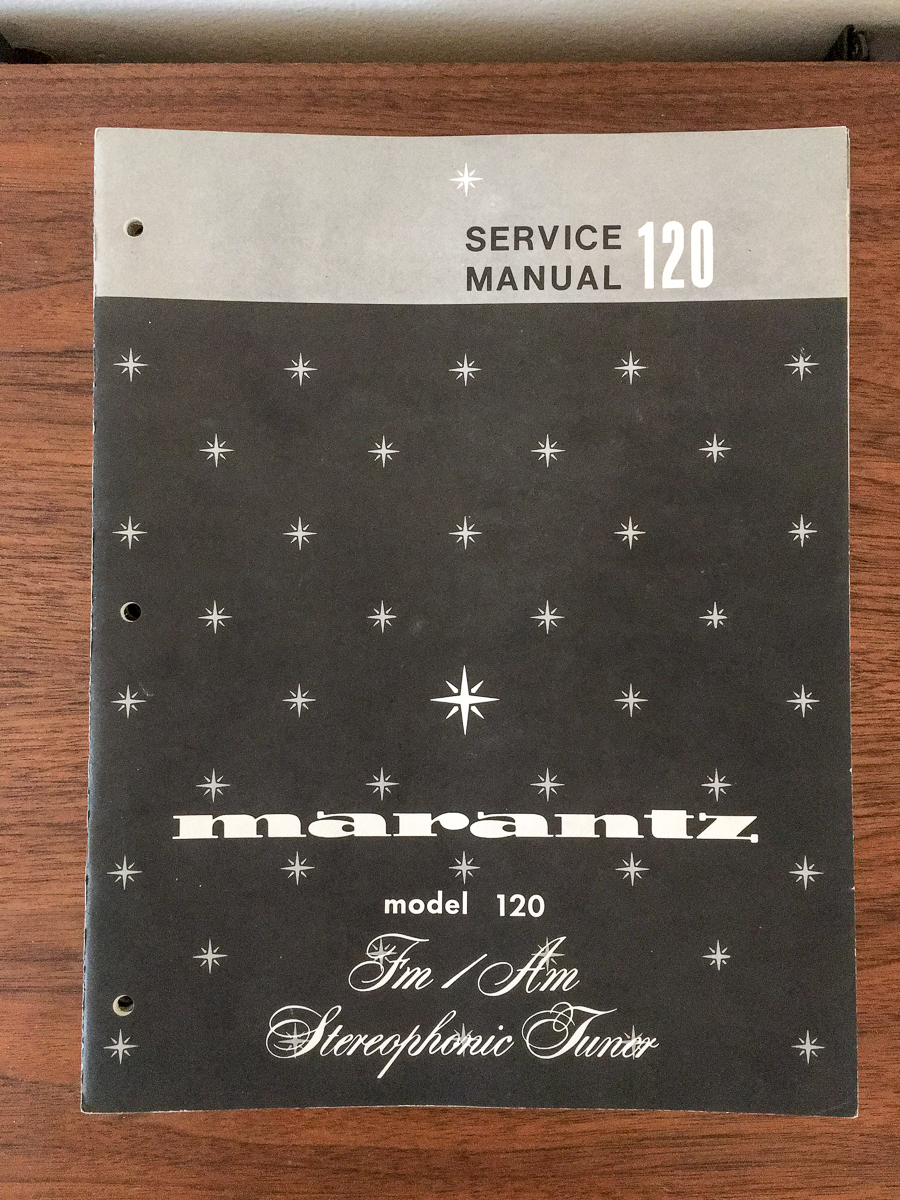 SERVICE
MANUAL 120
marantz
model 120
Fm / Am
Stereophonic Tuner